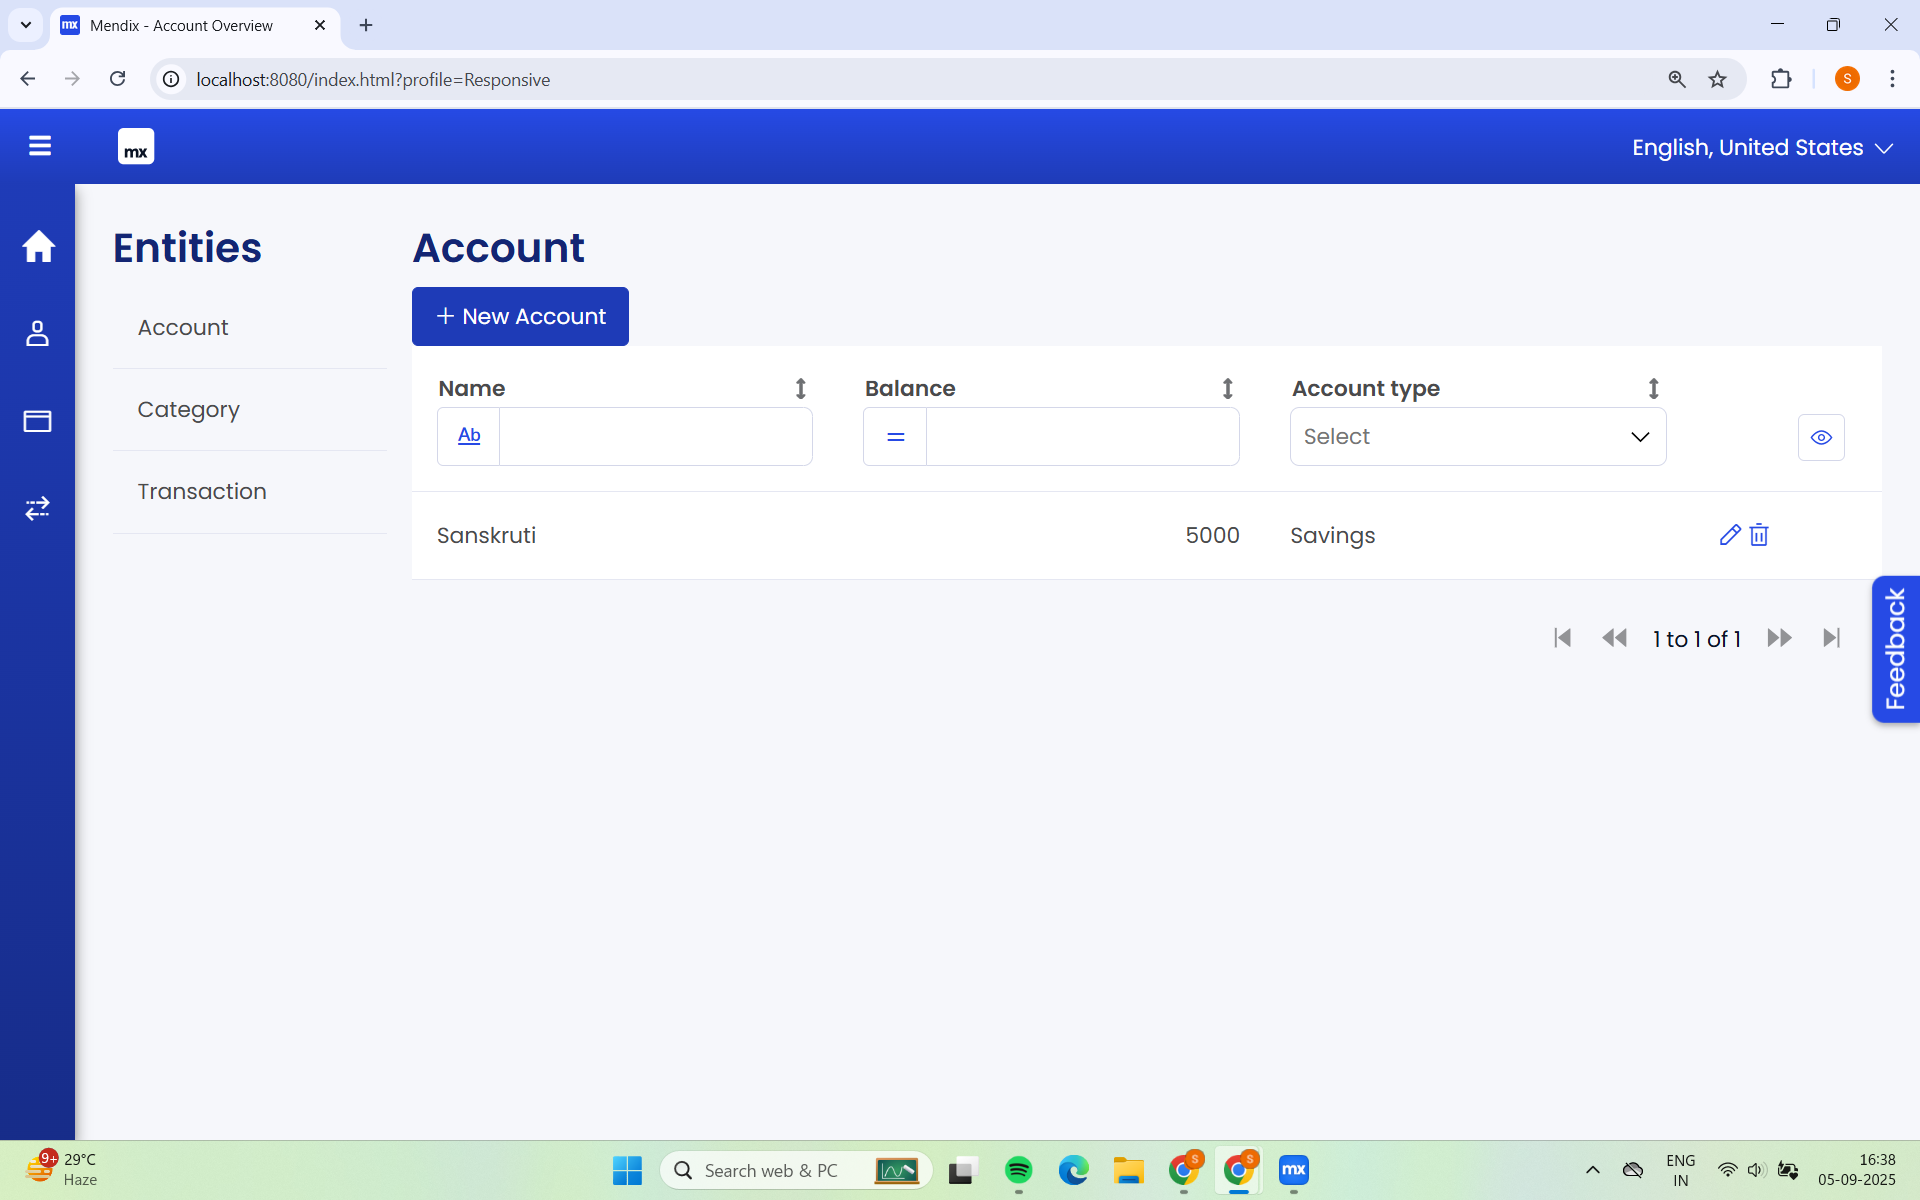 Mendix - Account Overview
localhost:8080/index.html?profile=Responsive
S
mx
English, United States
Entities
Account
Category
Transaction
Account
New Account
Name
Balance
Account type
Ab
=
Select
Sanskruti
5000
Savings
1 to 1 of 1
Feedback
9+
29°C
Haze
Search web & PC
S
S
mx
ENG
IN
16:38
05-09-2025